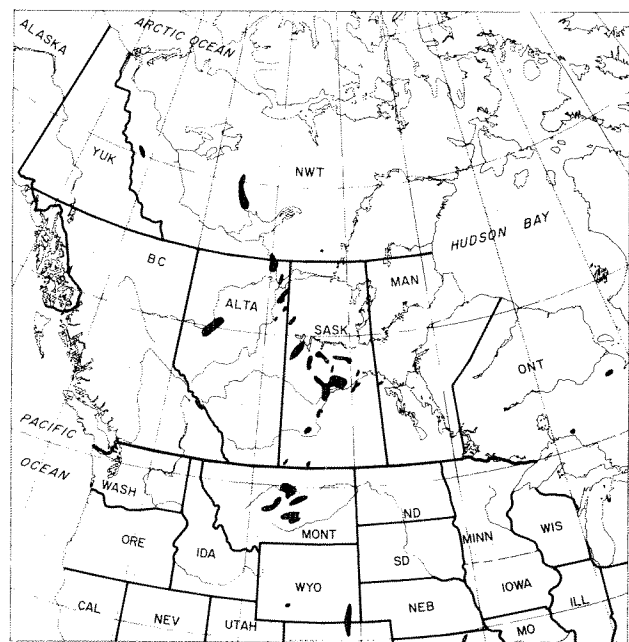 ALASKA
ARCTIC OCEAN
YUK
NWT
HUDSON BAY
BC
ALTA
SASK
MAN
ONT
PACIFIC
OCEAN
WASH
MONT
ND
MINN
WIS
ORE
IDA
SD
WYO
IOWA
NEB
ILL
CAL
NEV
UTAH
MO